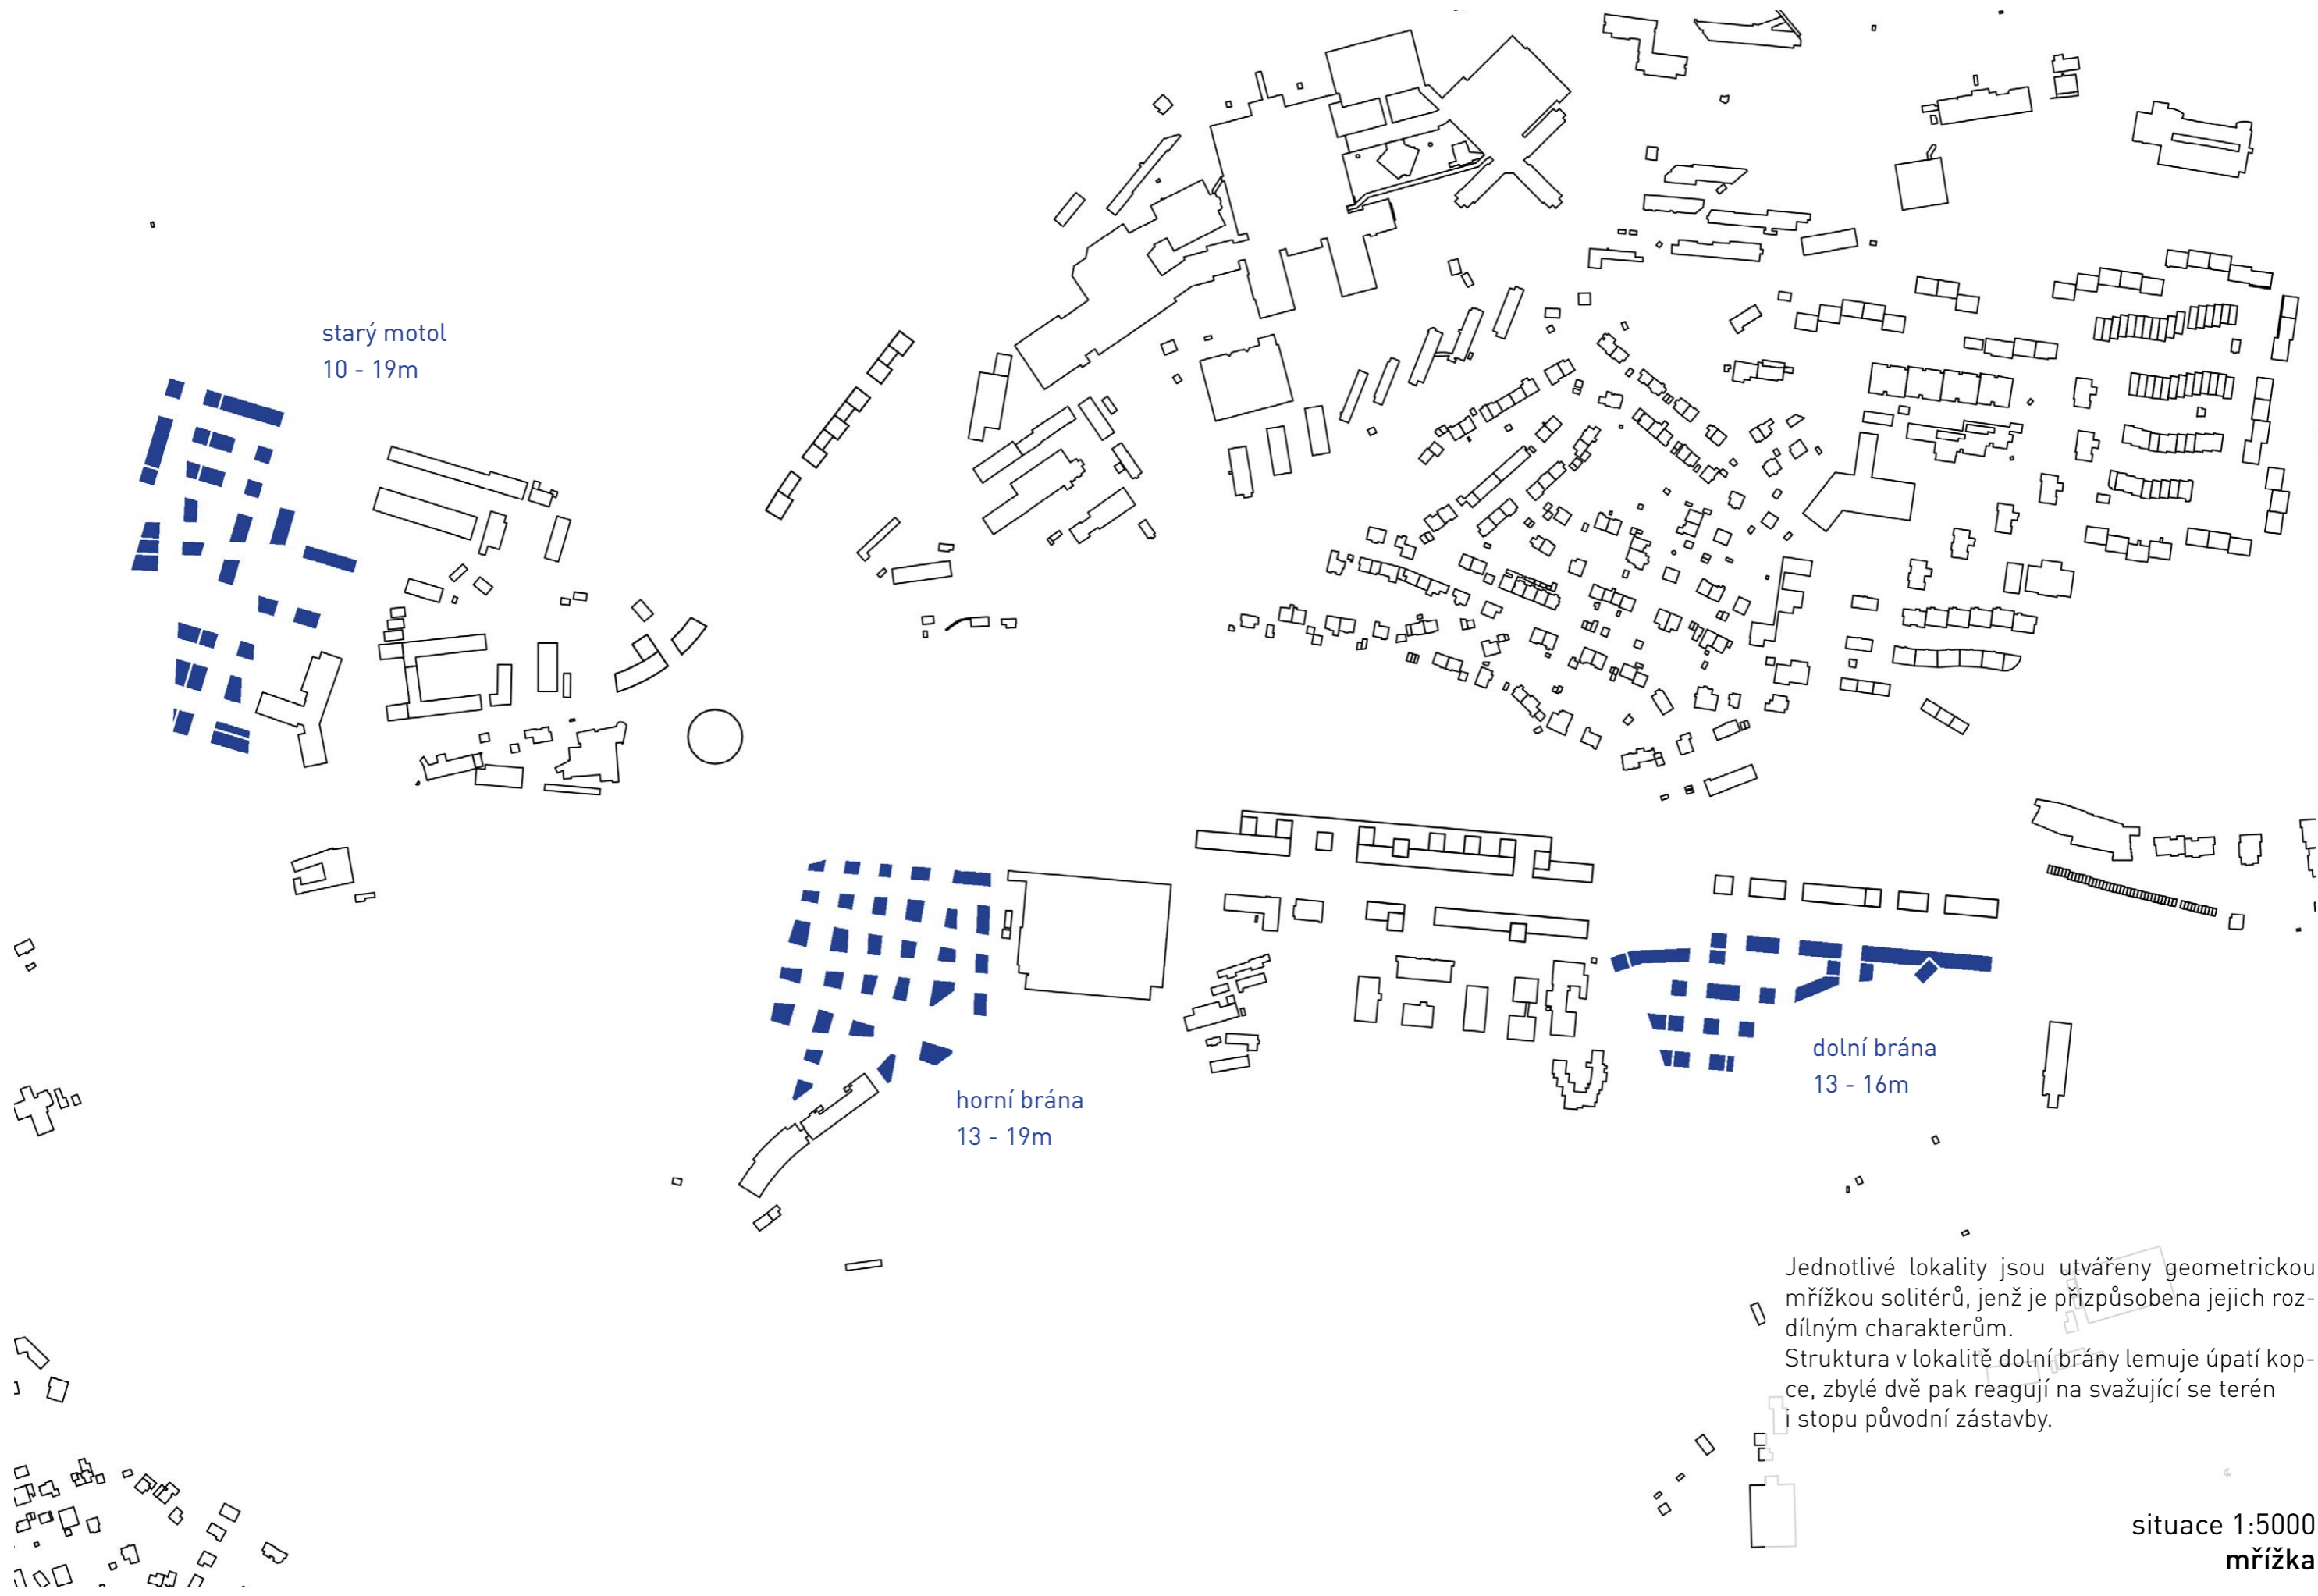 starý motol
10 - 19m
horní brána
13 - 19m
dolní brána
13 - 16m
Jednotlivé lokality jsou utvářeny geometrickou
mřížkou solitérů, jenž je přizpůsobena jejich roz-
dílným charakterům.
Struktura v lokalitě dolní brány lemuje úpatí kop-
ce, zbylé dvě pak reagují na svažující se terén
i stopu původní zástavby.
situace 1:5000
mřížka